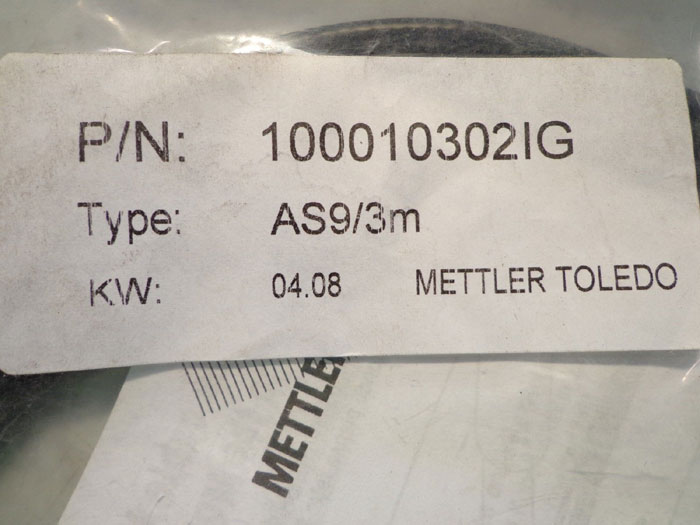 P/N: 100010302IG
Type: AS9/3m
KW: 04.08 METTLER TOLEDO
METTLE